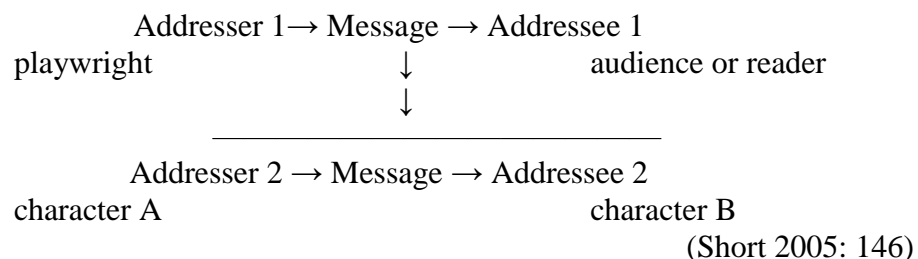 Addresser 1→ Message → Addressee 1
playwright ↓ audience or reader
↓
Addresser 2 → Message → Addressee 2
character A character B
(Short 2005: 146)